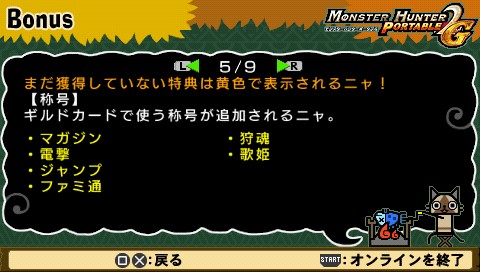 Bonus
MONSTER HUNTER
PORTABLE 2nd G
L 5/9 R
まだ獲得していない特典は黄色で表示されるニャ！
【称号】
ギルドカードで使う称号が追加されるニャ。
・マガジン ・狩魂
・電撃 ・歌姫
・ジャンプ
・ファミ通
:戻る
START:オンラインを終了